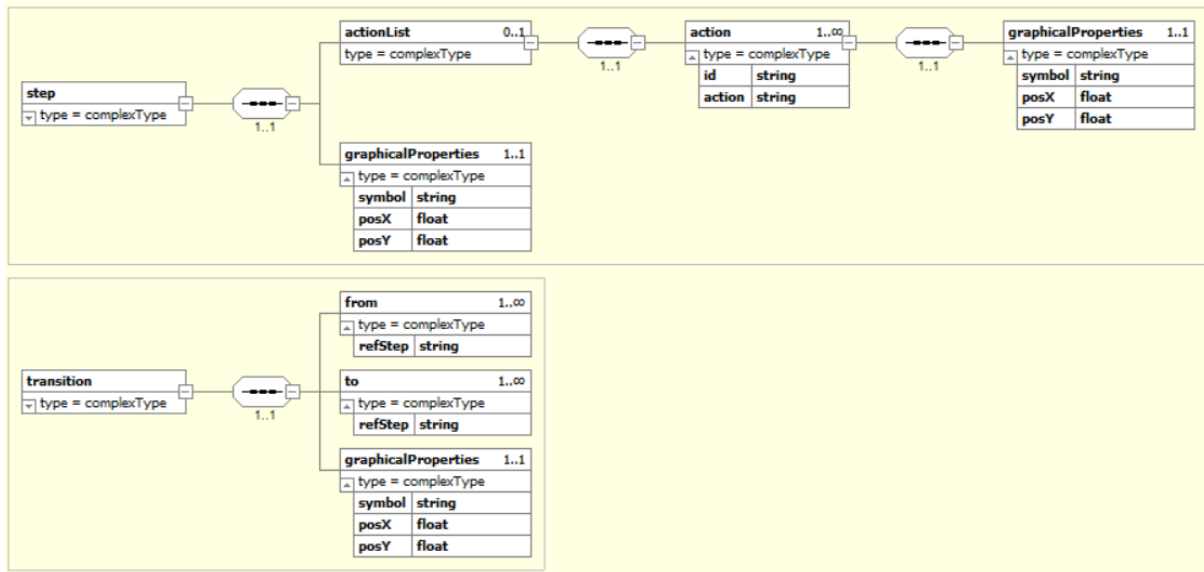 actionList 0..1
type = complexType
action 1..∞
type = complexType
id string
action string
graphicalProperties 1..1
type = complexType
symbol string
posX float
posY float
step
type = complexType
1..1
1..1
1..1
graphicalProperties 1..1
type = complexType
symbol string
posX float
posY float
from 1..∞
type = complexType
refStep string
transition
type = complexType
1..1
to 1..∞
type = complexType
refStep string
graphicalProperties 1..1
type = complexType
symbol string
posX float
posY float